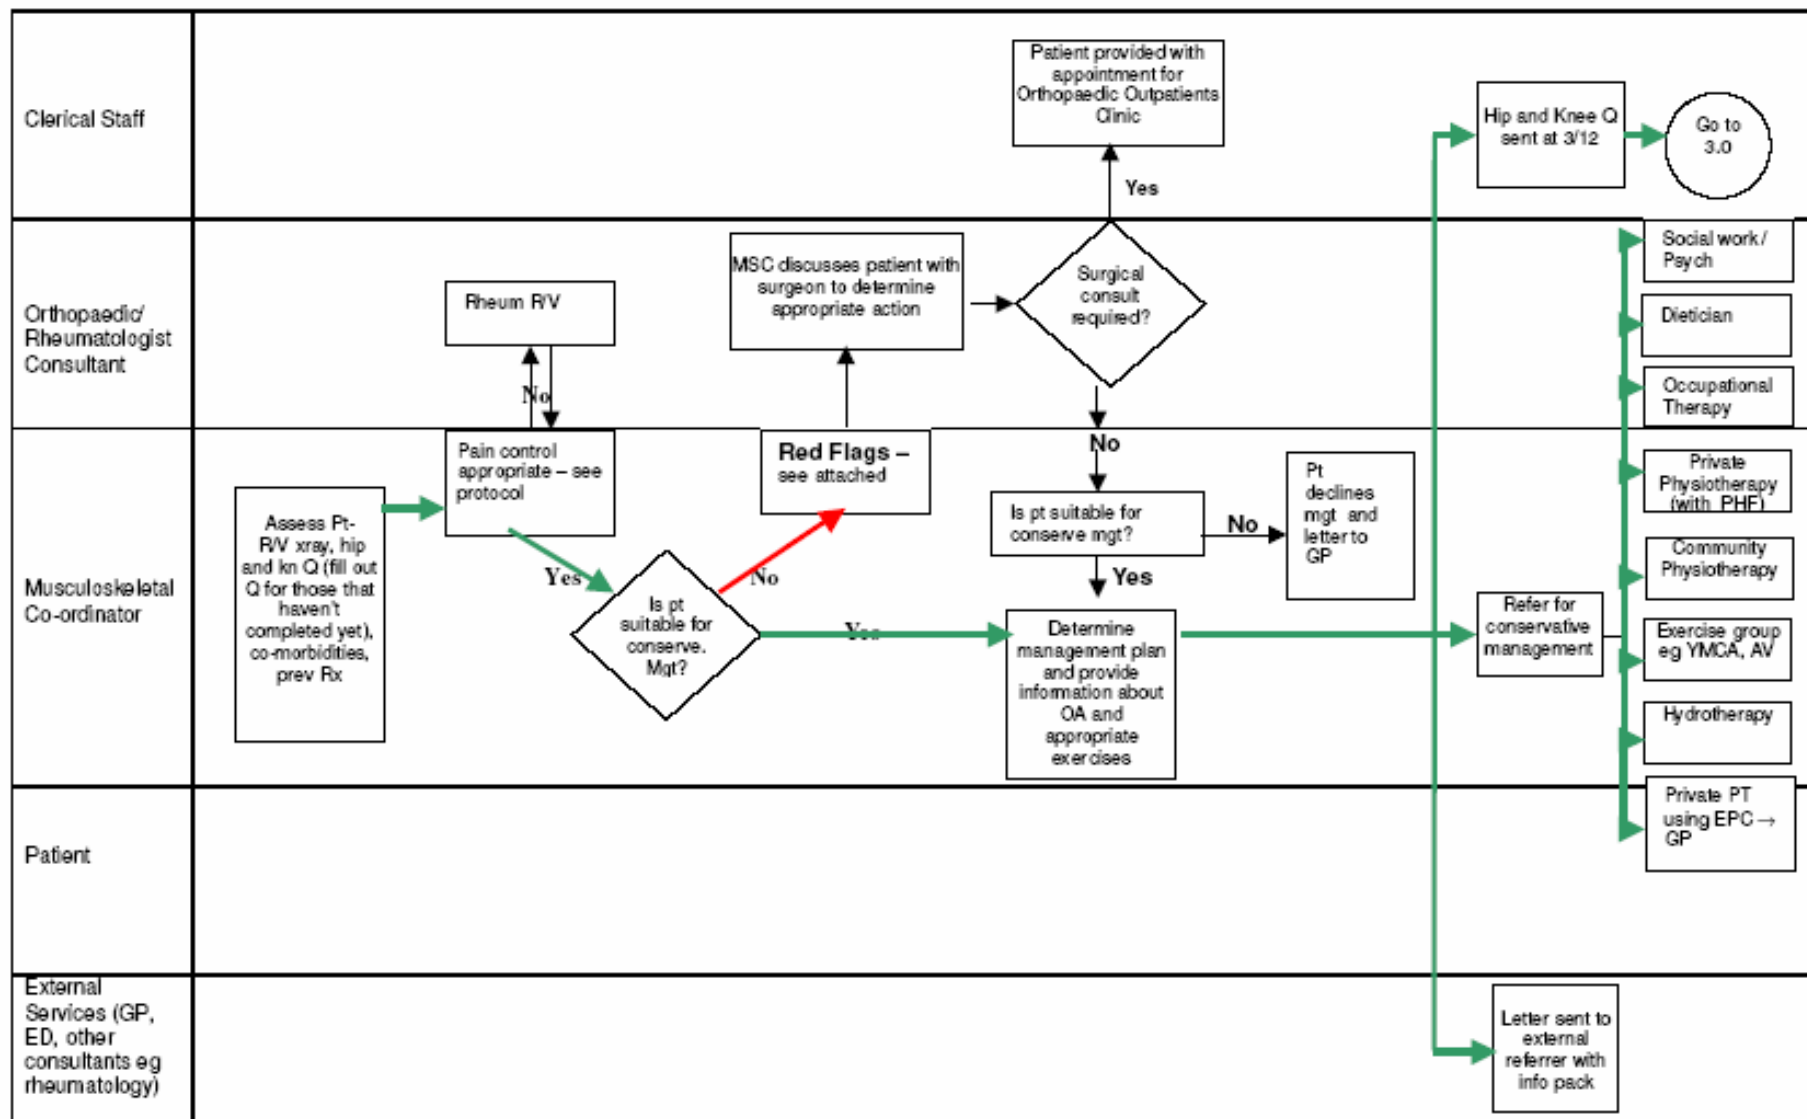 Clerical Staff
Patient provided with
appointment for
Orthopaedic Outpatients
Clinic
Yes
Hip and Knee Q
sent at 3/12
Go to
3.0
Orthopaedic/
Rheumatologist
Consultant
Rheum R/V
No
MSC discusses patient with
surgeon to determine
appropriate action
Surgical
consult
required?
No
Social work/
Psych
Dietician
Occupational
Therapy
Musculoskeletal
Co-ordinator
Assess Pt-
R/V xray, hip
and kn Q (fill out
Q for those that
haven't
completed yet),
co-morbidities,
prev Rx
Pain control
appropriate – see
protocol
Yes
Is pt
suitable for
conserve.
Mgt?
No
Yes
Red Flags –
see attached
Is pt suitable for
conserve mgt?
No
Yes
Pt
declines
mgt and
letter to
GP
Determine
management plan
and provide
information about
OA and
appropriate
exercises
Refer for
conservative
management
Private
Physiotherapy
(with PHF)
Community
Physiotherapy
Exercise group
eg YMCA, AV
Hydrotherapy
Private PT
using EPC →
GP
Patient
External
Services (GP,
ED, other
consultants eg
rheumatology)
Letter sent to
external
referrer with
info pack